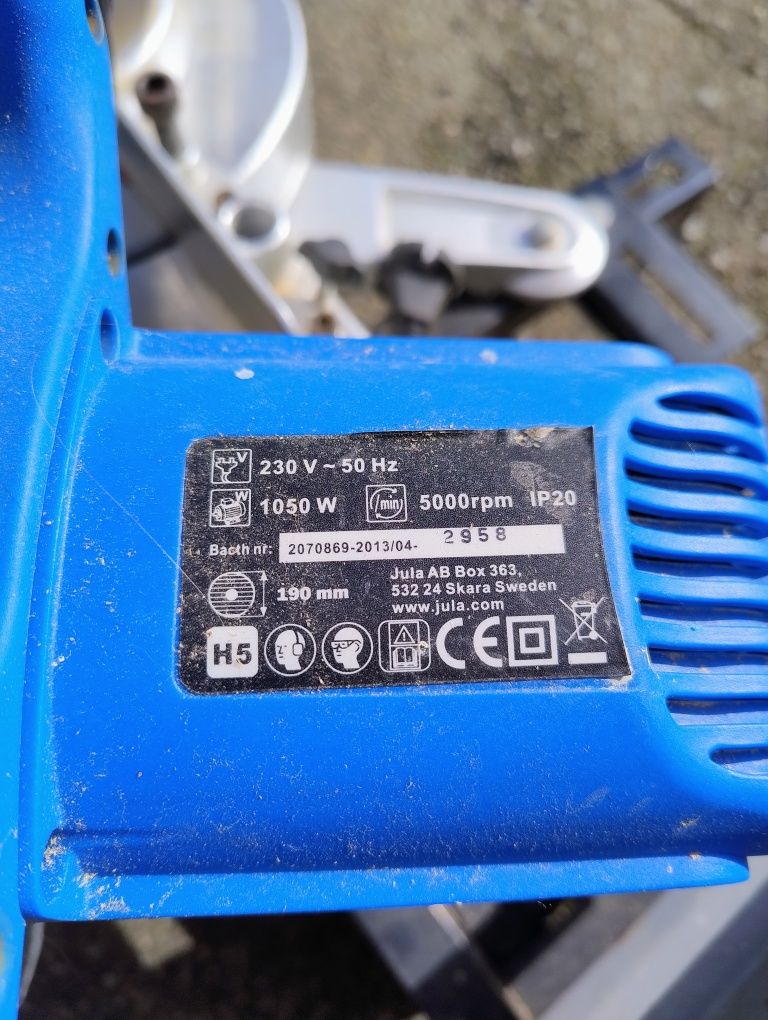 V
230 V ~ 50 Hz
W
1050 W
/min
5000rpm
IP20
Bacth nr:
2070869-2013/04-
2958
190 mm
Jula AB Box 363,
532 24 Skara Sweden
www.jula.com
H5
CE